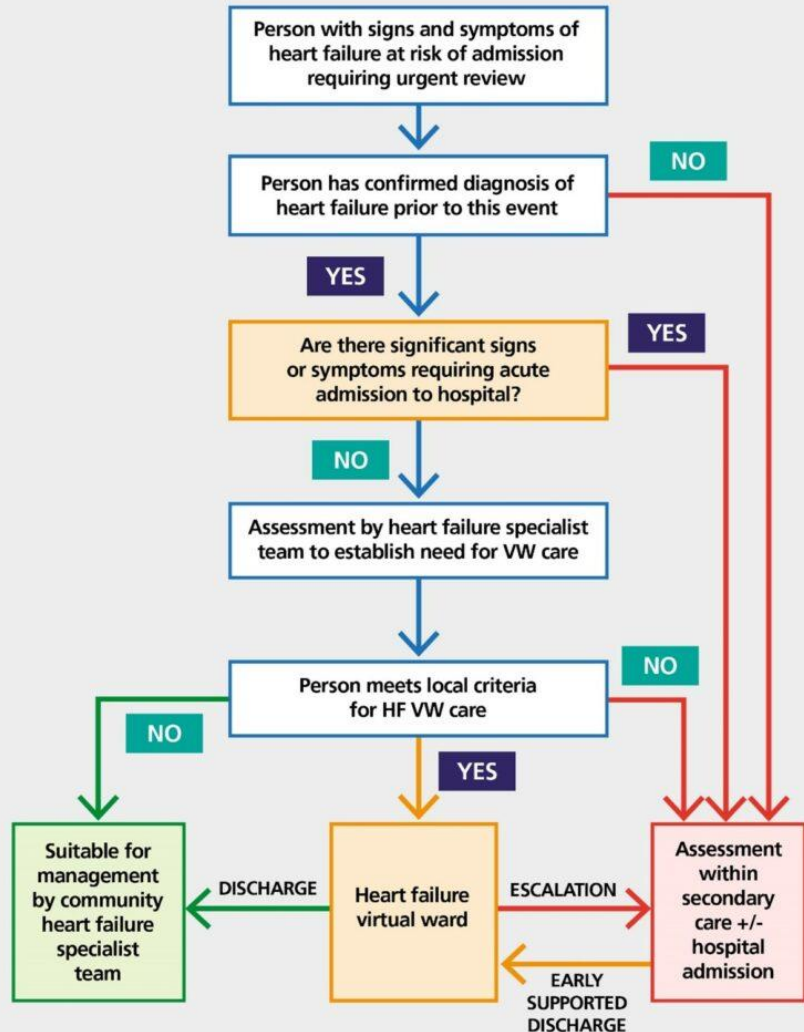 Person with signs and symptoms of
heart failure at risk of admission
requiring urgent review
Person has confirmed diagnosis of
heart failure prior to this event
NO
YES
Are there significant signs
or symptoms requiring acute
admission to hospital?
YES
NO
Assessment by heart failure specialist
team to establish need for VW care
Person meets local criteria
for HF VW care
NO
NO
YES
Suitable for
management
by community
heart failure
specialist
team
DISCHARGE
Heart failure
virtual ward
ESCALATION
EARLY
SUPPORTED
DISCHARGE
Assessment
within
secondary
care +/-
hospital
admission